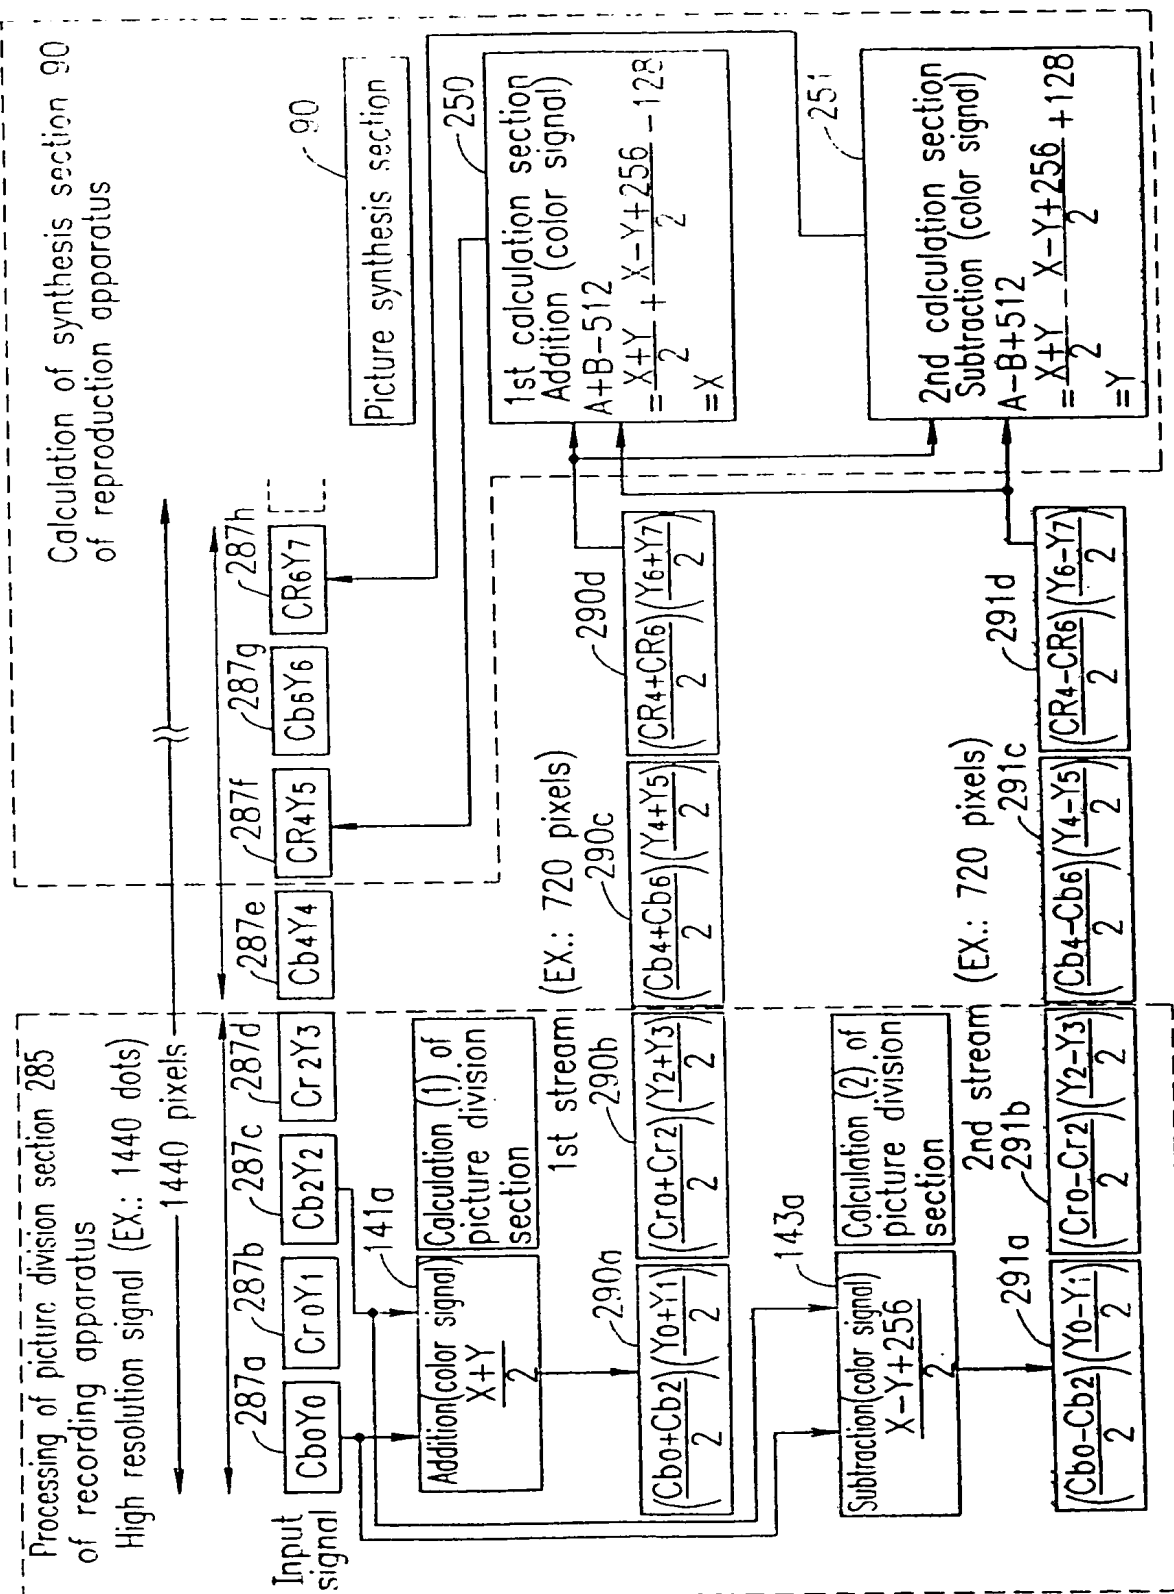 Processing of picture division section 285
of recording apparatus
High resolution signal (EX.: 1440 dots)
1440 pixels
Calculation of synthesis section 90
of reproduction apparatus
287a
287b
287c
287d
287e
287f
287g
287h
Input
signal
Cb0Y0
Cr0Y1
Cb2Y2
Cr2Y3
Cb4Y4
CR4Y5
Cb6Y6
CR6Y7
90
Picture synthesis section
141a
Addition(color signal)
X+Y
2
Calculation (1) of
picture division
section
250
1st calculation section
Addition (color signal)
A+B-512
=X+Y/2 + X-Y+256/2 -128
=X
1st stream (EX.: 720 pixels)
290a
290b
290c
290d
(Cb0+Cb2/2)(Y0+Y1/2)
(Cr0+Cr2/2)(Y2+Y3/2)
(Cb4+Cb6/2)(Y4+Y5/2)
(CR4+CR6/2)(Y6+Y7/2)
143a
Subtraction(color signal)
X-Y+256
2
Calculation (2) of
picture division
section
251
2nd calculation section
Subtraction (color signal)
A-B+512
=X+Y/2 - X-Y+256/2 +128
=Y
2nd stream (EX.: 720 pixels)
291a
291b
291c
291d
(Cb0-Cb2/2)(Y0-Y1/2)
(Cr0-Cr2/2)(Y2-Y3/2)
(Cb4-Cb6/2)(Y4-Y5/2)
(CR4-CR6/2)(Y6-Y7/2)